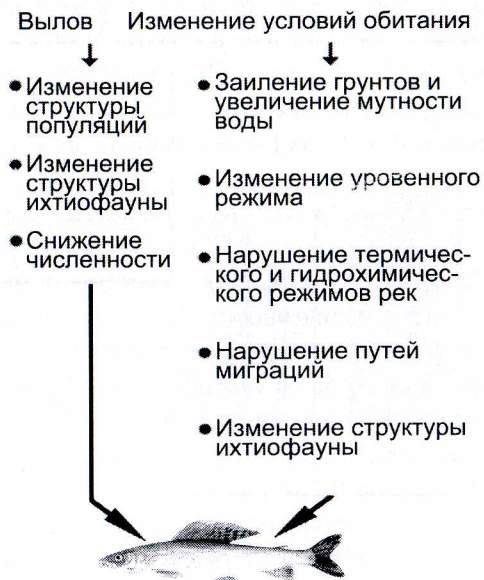 Вылов
Изменение условий обитания
Изменение
структуры
популяций
Изменение
структуры
ихтиофауны
Снижение
численности
Заиление грунтов и
увеличение мутности
воды
Изменение уровенного
режима
Нарушение термичес-
кого и гидрохимичес-
кого режимов рек
Нарушение путей
миграций
Изменение структуры
ихтиофауны